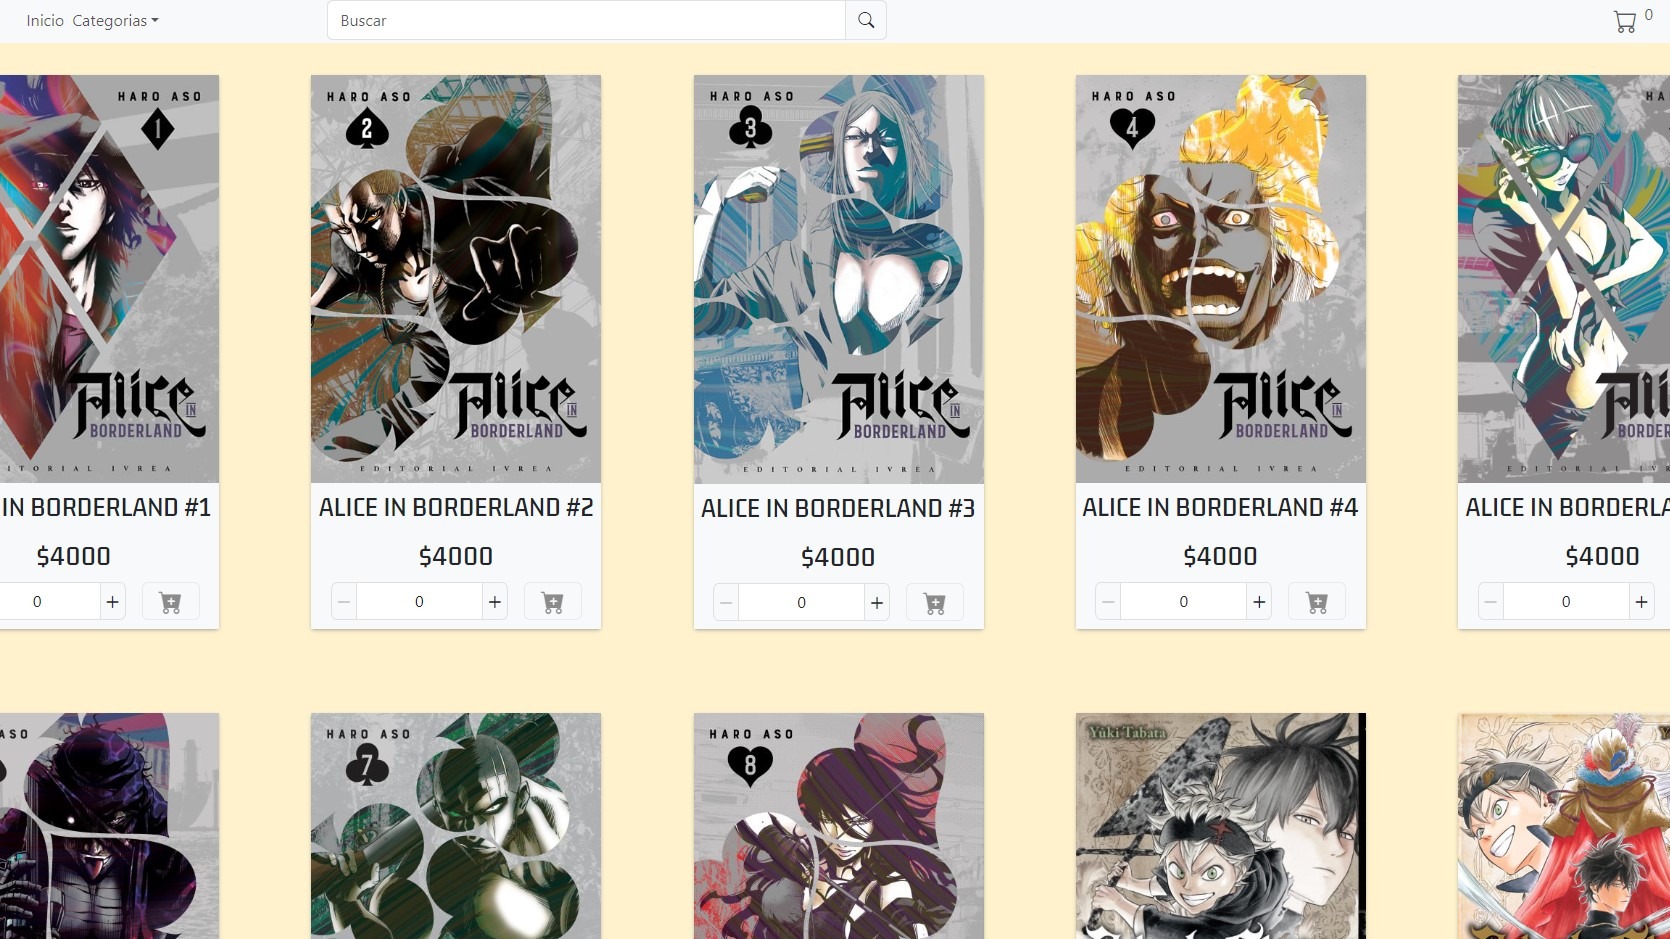 Inicio Categorias
Buscar
0
HARO ASO
1
Alice
IN
BORDERLAND
ITORIAL IVREA
IN BORDERLAND #1
$4000
0 +
HARO ASO
2
Alice
IN
BORDERLAND
EDITORIAL IVREA
ALICE IN BORDERLAND #2
$4000
− 0 +
HARO ASO
3
Alice
IN
BORDERLAND
EDITORIAL IVREA
ALICE IN BORDERLAND #3
$4000
− 0 +
HARO ASO
4
Alice
IN
BORDERLAND
EDITORIAL IVREA
ALICE IN BORDERLAND #4
$4000
− 0 +
HA
Ali
BORDER
EDITORIAL IVR
ALICE IN BORDERLA
$4000
− 0 +
ASO
HARO ASO
7
HARO ASO
8
Yūki Tabata
Y